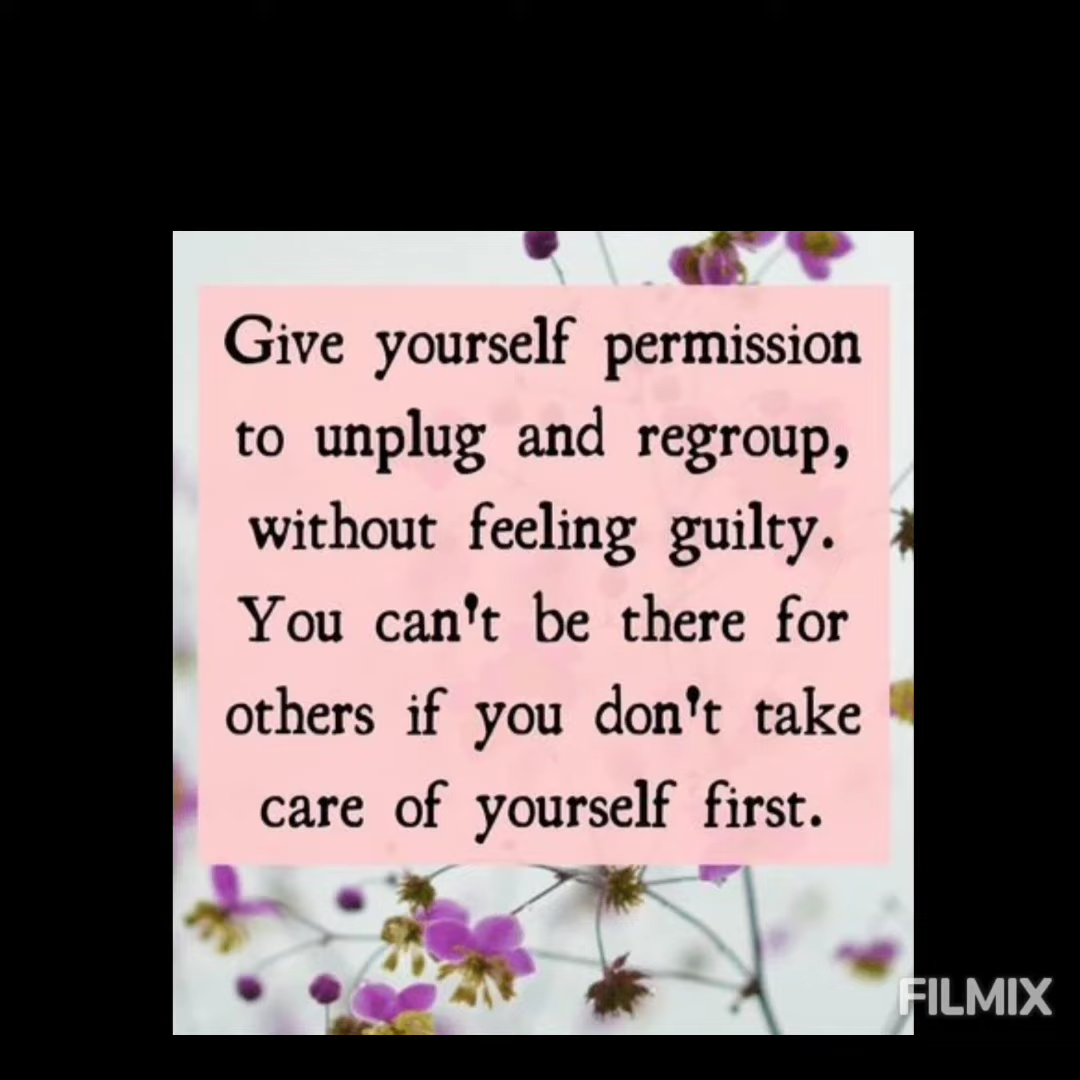 Give yourself permission
to unplug and regroup,
without feeling guilty.
You can't be there for
others if you don't take
care of yourself first.
FILMIX